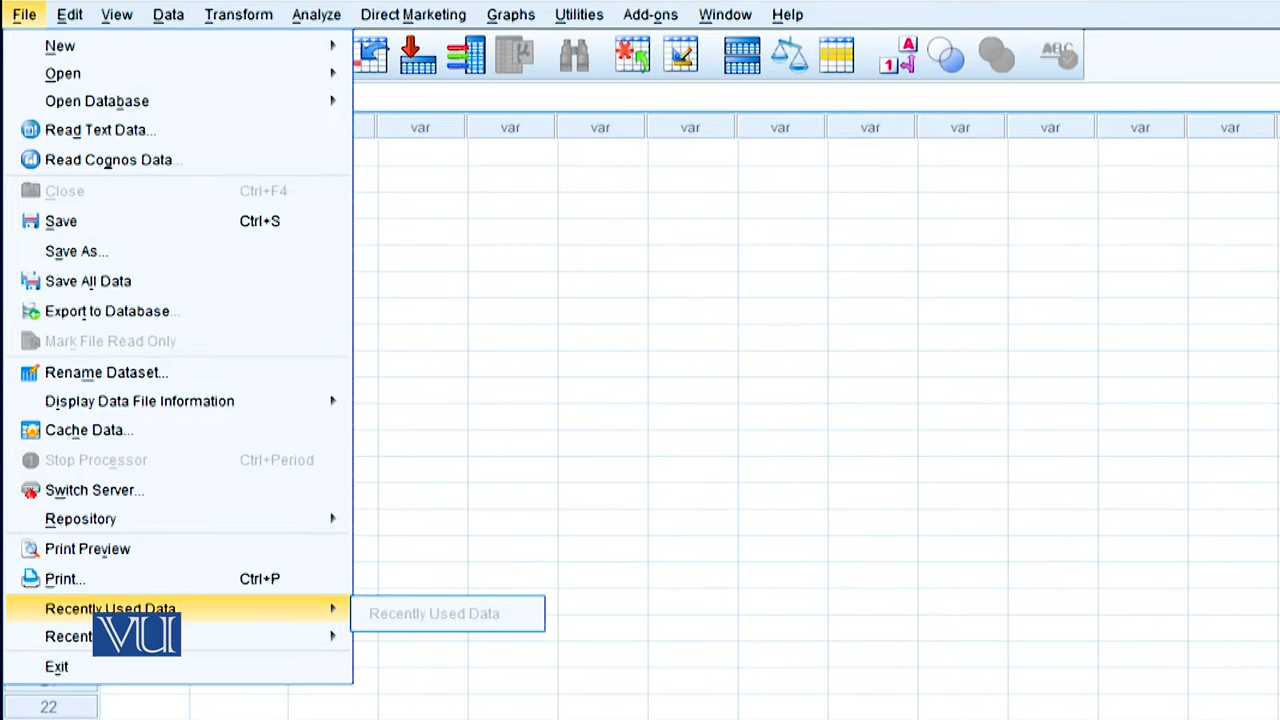 File Edit View Data Transform Analyze Direct Marketing Graphs Utilities Add-ons Window Help
New
Open
Open Database
Read Text Data...
Read Cognos Data...
Close Ctrl+F4
Save Ctrl+S
Save As...
Save All Data
Export to Database...
Mark File Read Only
Rename Dataset...
Display Data File Information
Cache Data...
Stop Processor Ctrl+Period
Switch Server...
Repository
Print Preview
Print... Ctrl+P
Recently Used Data
Recent
Exit
Recently Used Data
VU
A
1
ABC
var var var var var var var var var var
22